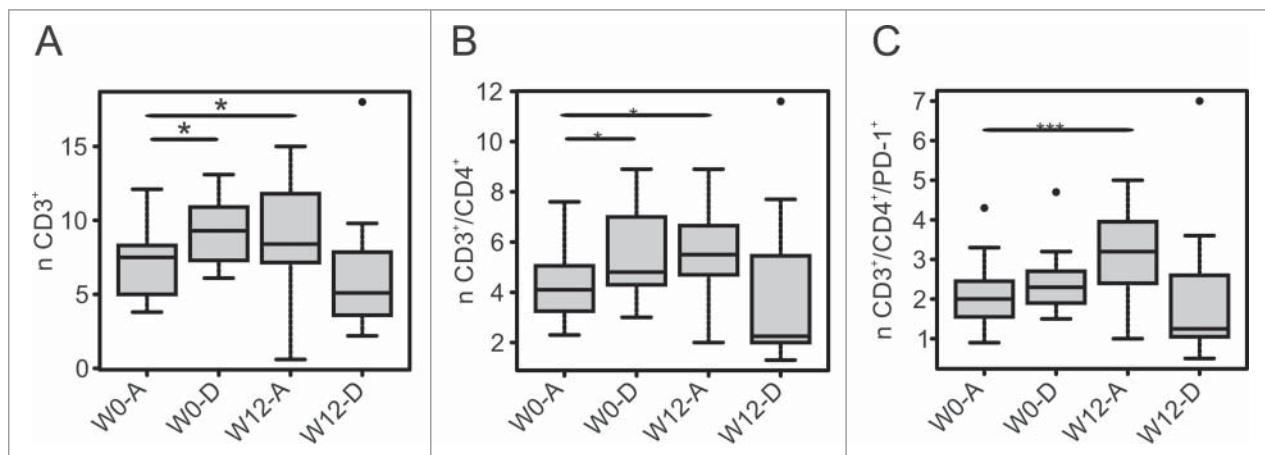 A
n CD3⁺
15
10
5
0
*
*
W0-A
W0-D
W12-A
W12-D
B
n CD3⁺/CD4⁺
12
10
8
6
4
2
*
*
W0-A
W0-D
W12-A
W12-D
C
n CD3⁺/CD4⁺/PD-1⁺
7
6
5
4
3
2
1
***
W0-A
W0-D
W12-A
W12-D